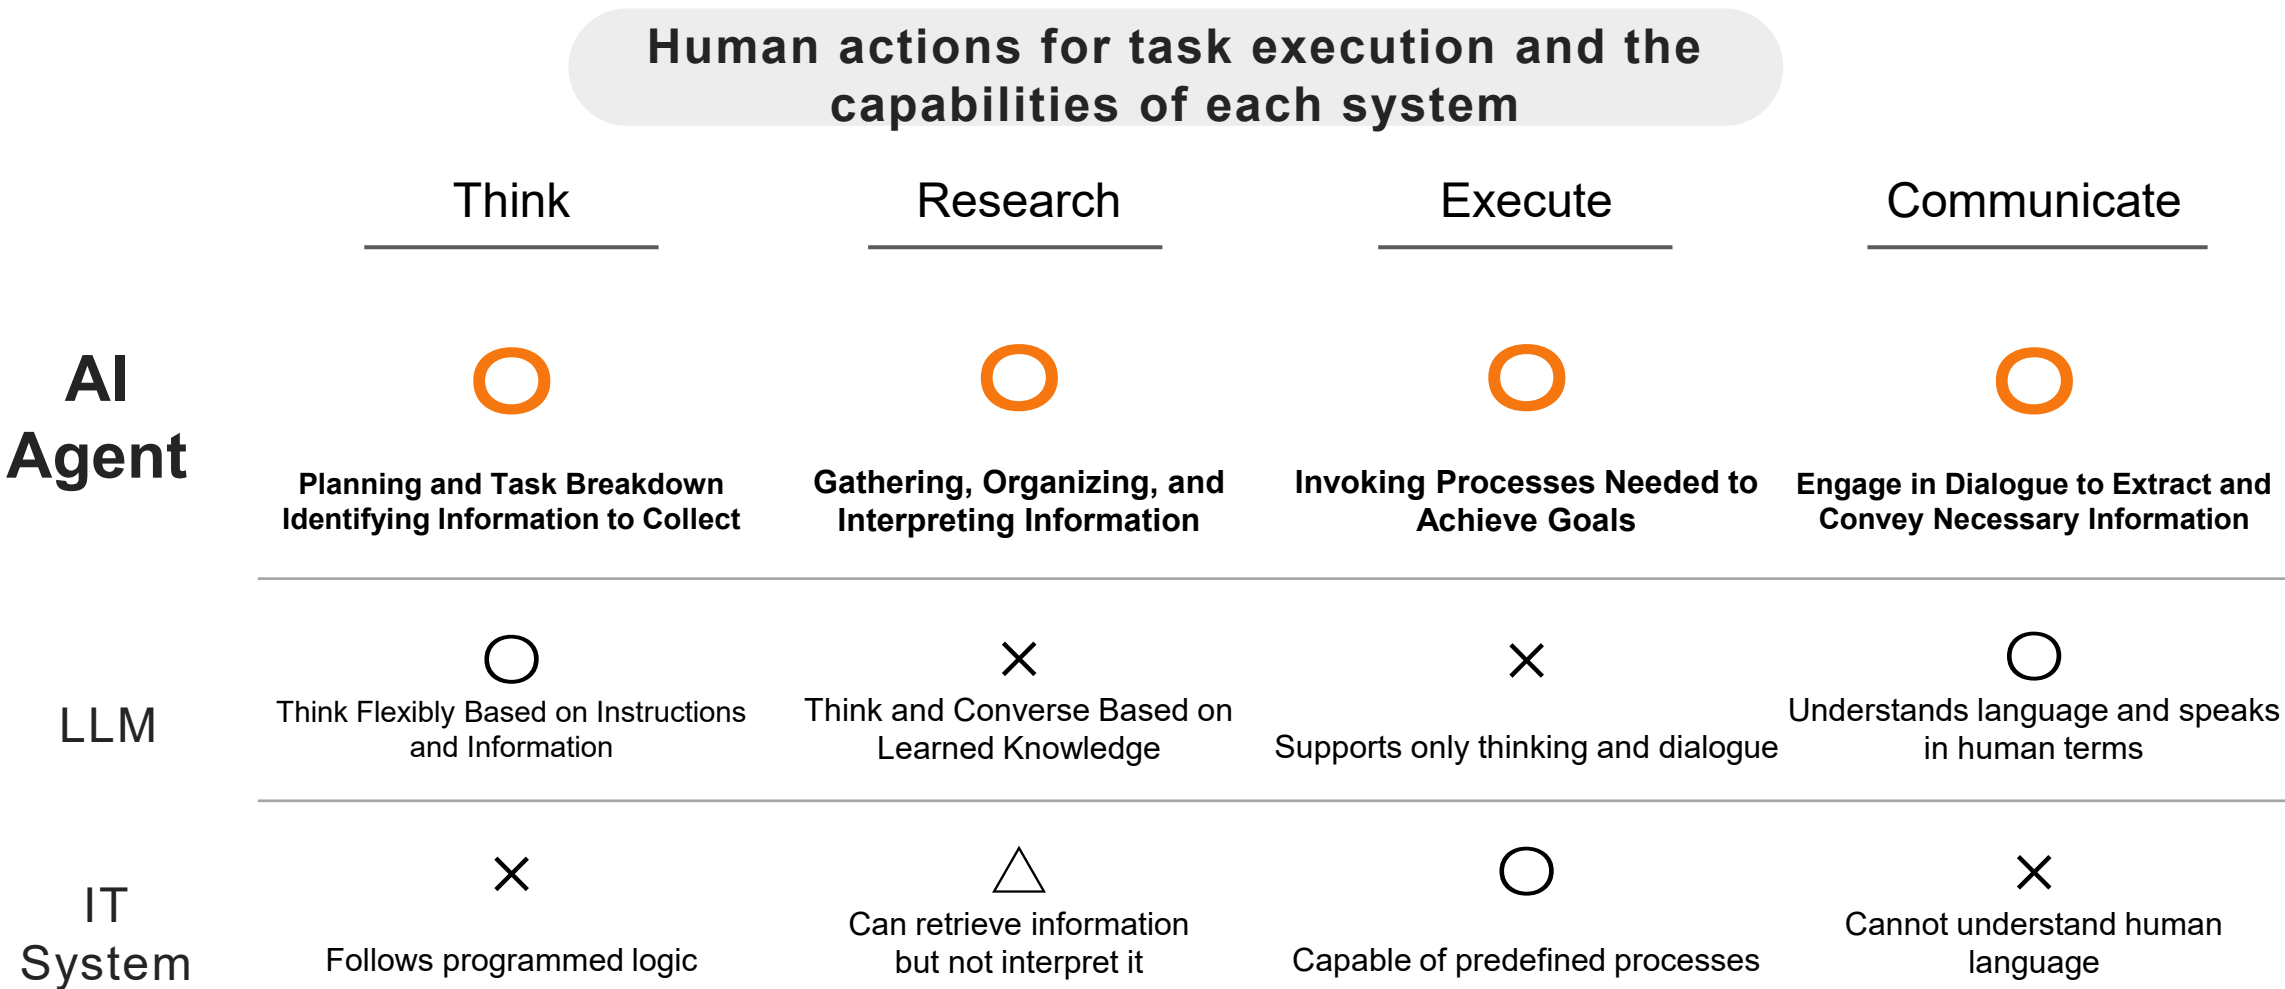 Human actions for task execution and the
capabilities of each system
Think
Research
Execute
Communicate
AI
Agent
Planning and Task Breakdown
Identifying Information to Collect
Gathering, Organizing, and
Interpreting Information
Invoking Processes Needed to
Achieve Goals
Engage in Dialogue to Extract and
Convey Necessary Information
LLM
Think Flexibly Based on Instructions
and Information
Think and Converse Based on
Learned Knowledge
Supports only thinking and dialogue
Understands language and speaks
in human terms
IT
System
Follows programmed logic
Can retrieve information
but not interpret it
Capable of predefined processes
Cannot understand human
language